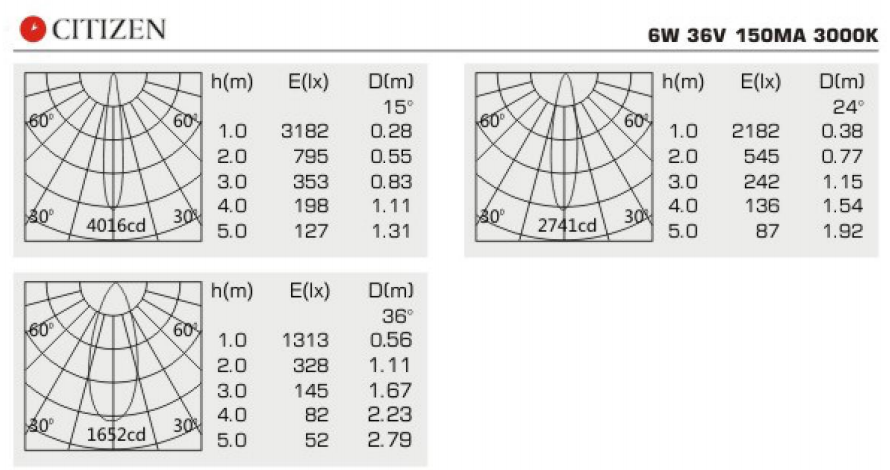 CITIZEN
6W 36V 150MA 3000K
h(m) E(lx) D(m)
15°
60° 60°
1.0 3182 0.28
2.0 795 0.55
3.0 353 0.83
4.0 198 1.11
30° 4016cd 30°
5.0 127 1.31
h(m) E(lx) D(m)
24°
60° 60°
1.0 2182 0.38
2.0 545 0.77
3.0 242 1.15
4.0 136 1.54
30° 2741cd 30°
5.0 87 1.92
h(m) E(lx) D(m)
36°
60° 60°
1.0 1313 0.56
2.0 328 1.11
3.0 145 1.67
4.0 82 2.23
30° 1652cd 30°
5.0 52 2.79